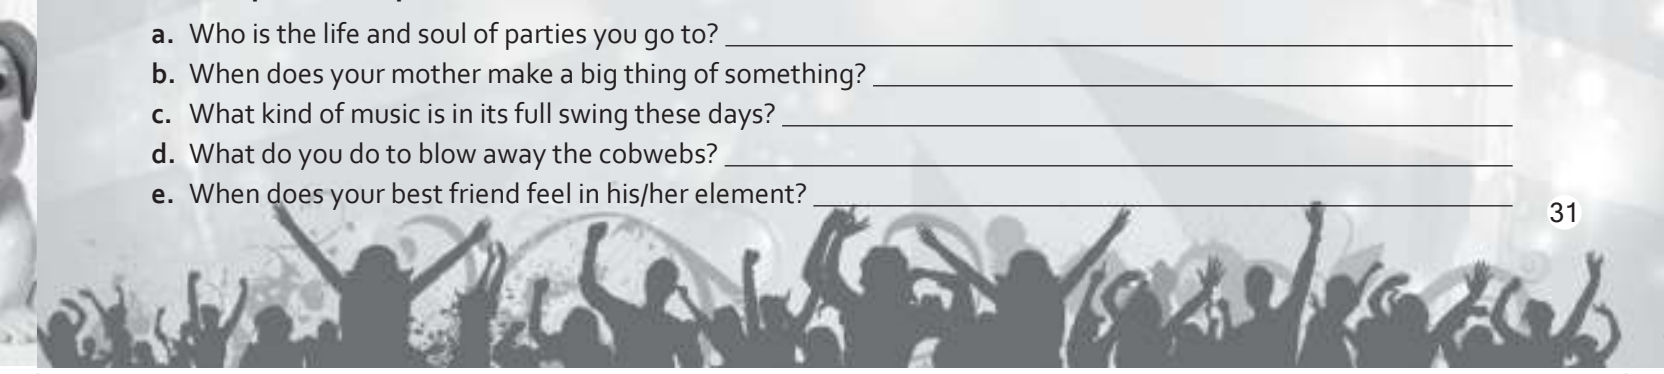 a. Who is the life and soul of parties you go to?
b. When does your mother make a big thing of something?
c. What kind of music is in its full swing these days?
d. What do you do to blow away the cobwebs?
e. When does your best friend feel in his/her element?
31